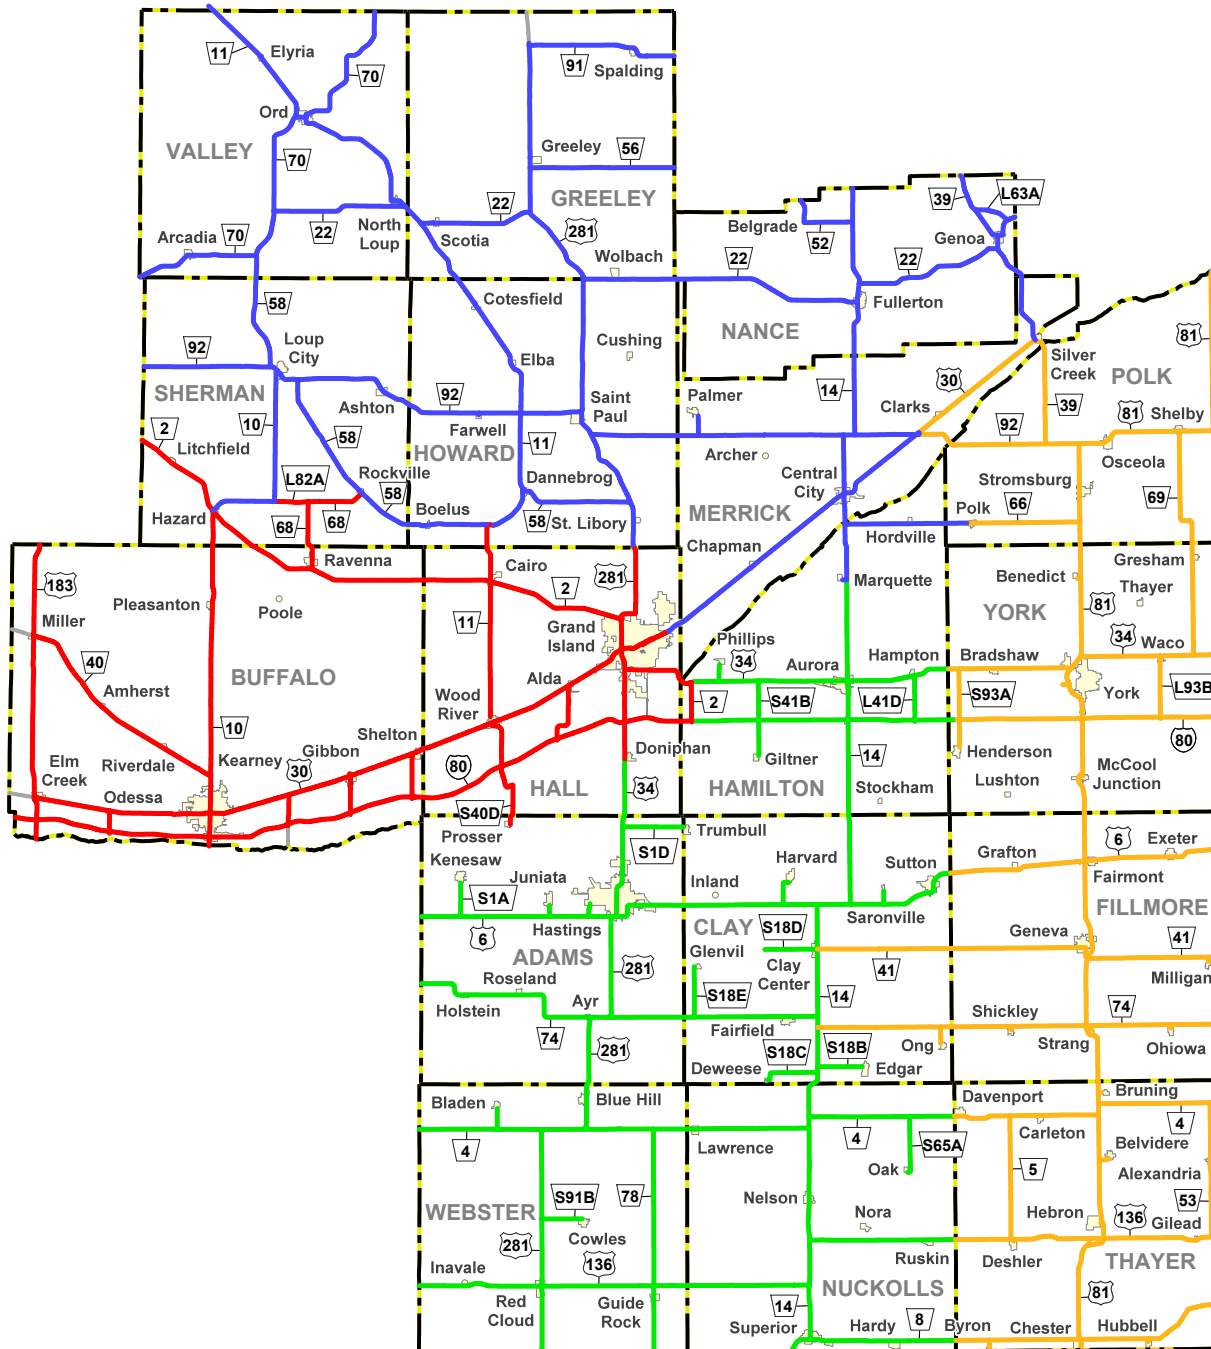 11
Elyria
70
91
Spalding
Ord
VALLEY
70
Greeley
56
GREELEY
39
L63A
Arcadia
70
22
North
Loup
22
Scotia
281
Wolbach
Belgrade
52
22
22
Genoa
58
Cotesfield
Fullerton
NANCE
81
92
Loup
City
Cushing
Elba
Silver
Creek
POLK
SHERMAN
2
Litchfield
10
Ashton
58
92
Farwell
HOWARD
11
Saint
Paul
Palmer
14
30
Clarks
92
39
81
Shelby
L82A
Rockville
58
Dannebrog
Archer
Central
City
Osceola
Stromsburg
66
69
Hazard
68
68
Boelus
58
St. Libory
MERRICK
Polk
Hordville
Chapman
183
Ravenna
Cairo
2
281
Marquette
Benedict
Gresham
Thayer
Miller
Pleasanton
Poole
11
Grand
Island
81
YORK
34
Waco
40
Amherst
BUFFALO
Alda
Phillips
34
Aurora
Hampton
Bradshaw
Wood
River
2
S41B
L41D
S93A
York
L93B
10
Shelton
Gibbon
30
Kearney
Riverdale
Elm
Creek
Odessa
80
Doniphan
Giltner
14
Henderson
80
HALL
34
HAMILTON
Stockham
Lushton
McCool
Junction
S40D
Prosser
Trumbull
Kenesaw
S1D
Harvard
Sutton
Grafton
6
Exeter
Fairmont
S1A
Juniata
Inland
Saronville
FILLMORE
Hastings
6
ADAMS
CLAY
S18D
Geneva
41
Glenvil
Clay
Center
41
Milligan
281
Roseland
Holstein
Ayr
74
S18E
14
Shickley
74
Fairfield
Strang
Ohiowa
281
S18C
S18B
Ong
Deweese
Edgar
Bladen
Blue Hill
Davenport
Bruning
4
Lawrence
4
S65A
Carleton
4
Belvidere
Oak
5
Alexandria
S91B
78
Nelson
53
WEBSTER
Nora
Hebron
136
Gilead
281
Cowles
136
Ruskin
Deshler
THAYER
Inavale
NUCKOLLS
Red
Cloud
Guide
Rock
14
Superior
Hardy
8
Byron
Chester
81
Hubbell